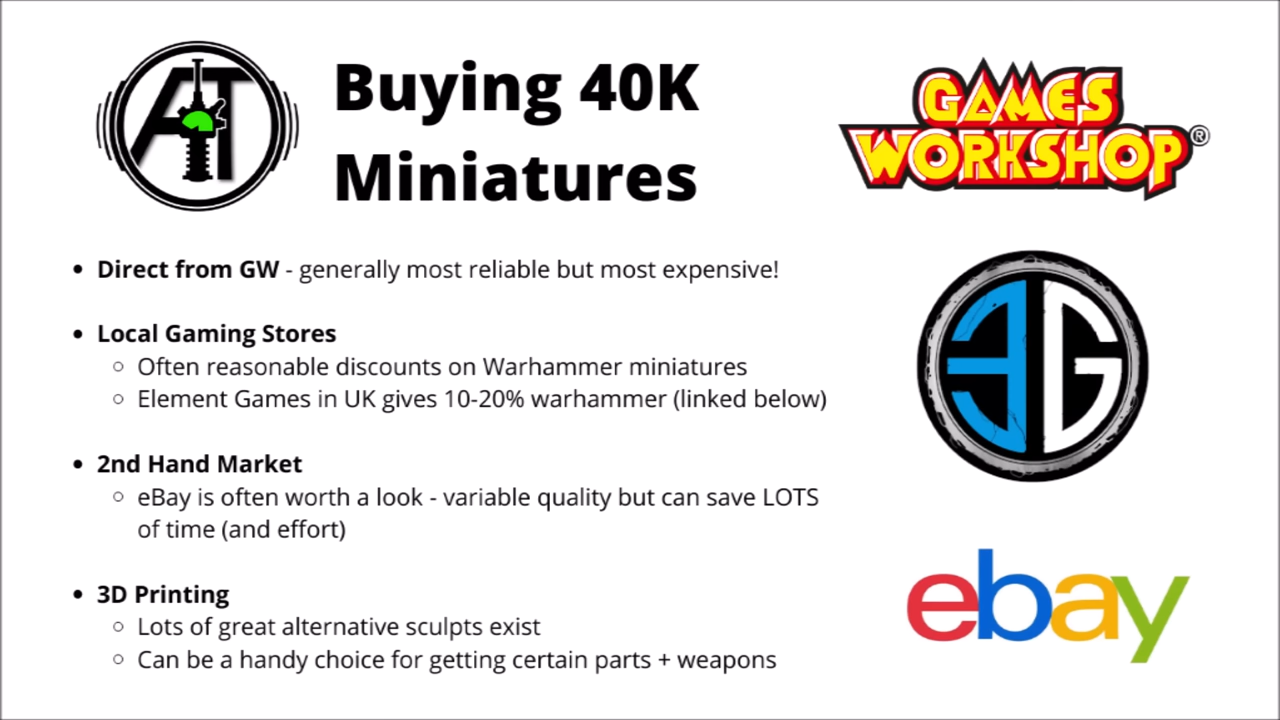 AT
Buying 40K
Miniatures
GAMES
WORKSHOP®
• Direct from GW - generally most reliable but most expensive!
• Local Gaming Stores
○ Often reasonable discounts on Warhammer miniatures
○ Element Games in UK gives 10-20% warhammer (linked below)
EG
• 2nd Hand Market
○ eBay is often worth a look - variable quality but can save LOTS
of time (and effort)
• 3D Printing
○ Lots of great alternative sculpts exist
○ Can be a handy choice for getting certain parts + weapons
ebay